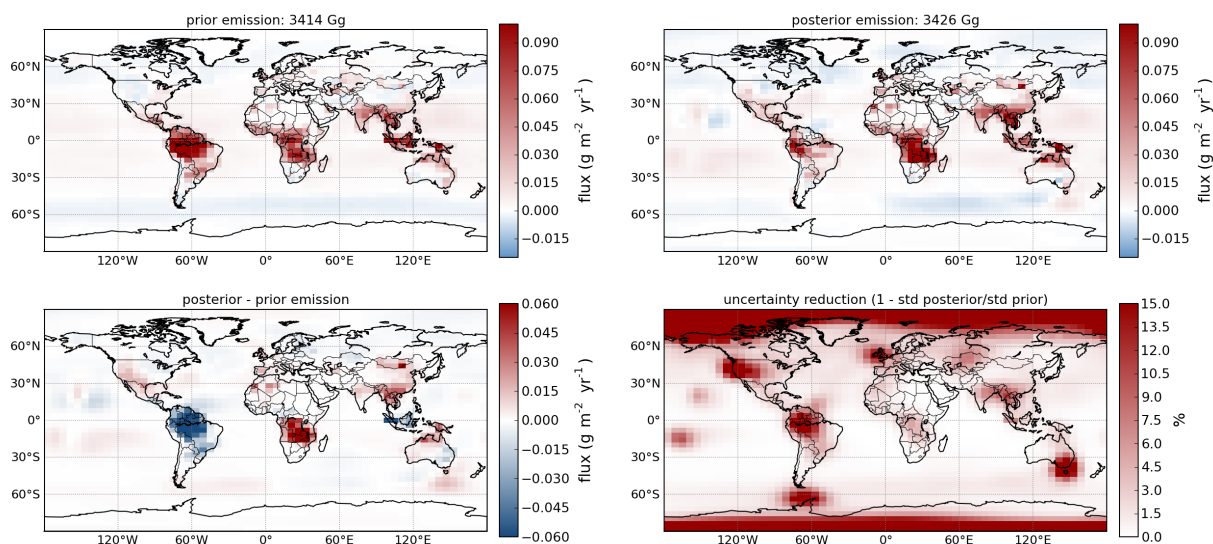 prior emission: 3414 Gg
60°N
30°N
0°
30°S
60°S
120°W 60°W 0° 60°E 120°E
0.090
0.075
0.060
0.045
0.030
0.015
0.000
−0.015
flux (g m⁻² yr⁻¹)
posterior emission: 3426 Gg
60°N
30°N
0°
30°S
60°S
120°W 60°W 0° 60°E 120°E
0.090
0.075
0.060
0.045
0.030
0.015
0.000
−0.015
flux (g m⁻² yr⁻¹)
posterior - prior emission
60°N
30°N
0°
30°S
60°S
120°W 60°W 0° 60°E 120°E
0.060
0.045
0.030
0.015
0.000
−0.015
−0.030
−0.045
−0.060
flux (g m⁻² yr⁻¹)
uncertainty reduction (1 - std posterior/std prior)
60°N
30°N
0°
30°S
60°S
120°W 60°W 0° 60°E 120°E
15.0
13.5
12.0
10.5
9.0
7.5
6.0
4.5
3.0
1.5
0.0
%